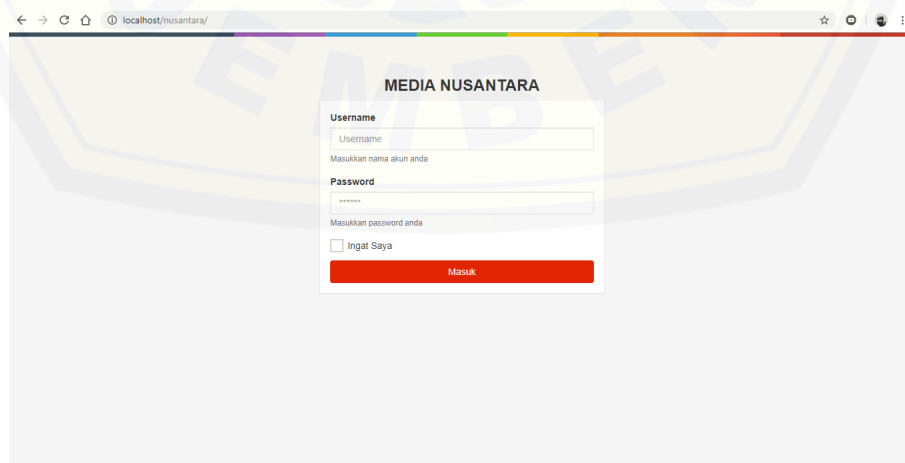 localhost/nusantara/
MEDIA NUSANTARA
Username
Username
Masukkan nama akun anda
Password
******
Masukkan password anda
Ingat Saya
Masuk